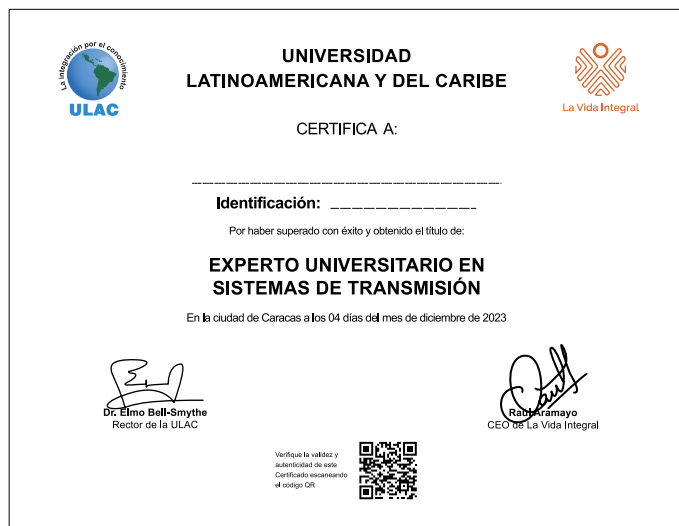 La integración por el conocimiento
ULAC
UNIVERSIDAD
LATINOAMERICANA Y DEL CARIBE
La Vida Integral
CERTIFICA A:
Identificación:
Por haber superado con éxito y obtenido el título de:
EXPERTO UNIVERSITARIO EN
SISTEMAS DE TRANSMISIÓN
En la ciudad de Caracas a los 04 días del mes de diciembre de 2023
Dr. Elmo Bell-Smythe
Rector de la ULAC
Raúl Aramayo
CEO de La Vida Integral
Verifique la validez y
autenticidad de este
Certificado escaneando
el código QR